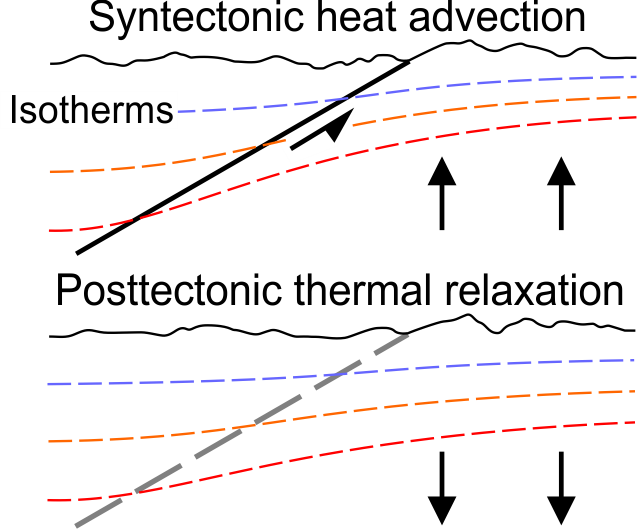 Syntectonic heat advection
Isotherms
Posttectonic thermal relaxation